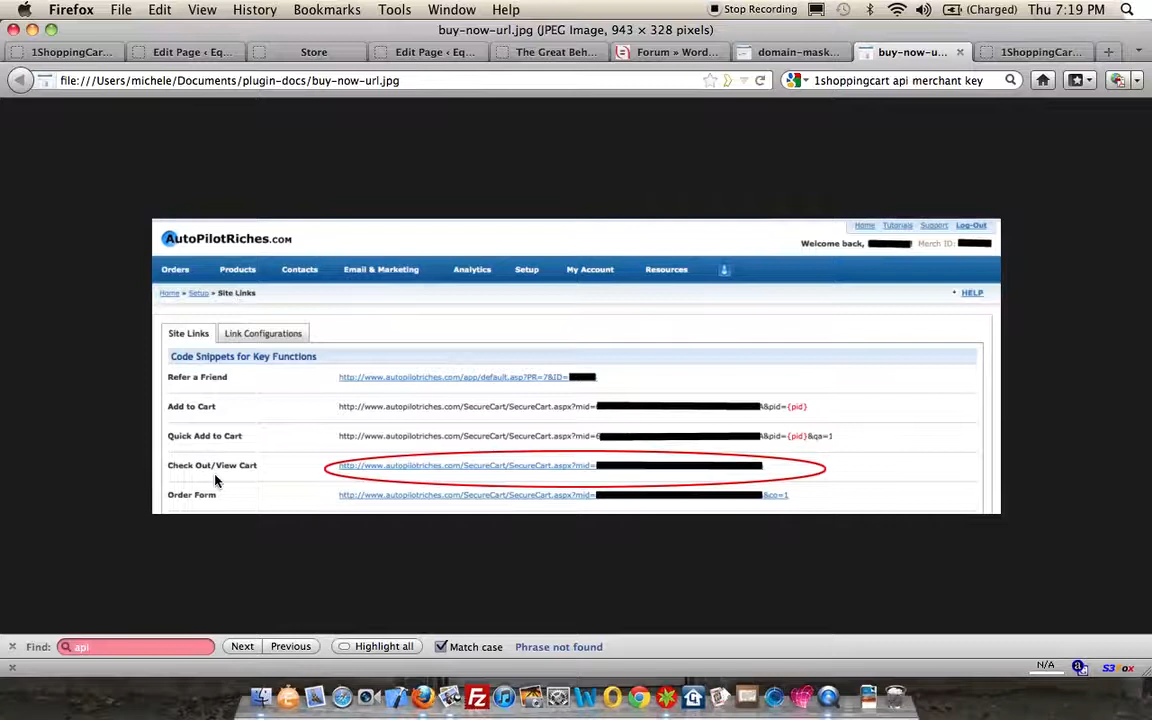 Firefox File Edit View History Bookmarks Tools Window Help Stop Recording (Charged) Thu 7:19 PM
buy-now-url.jpg (JPEG Image, 943 × 328 pixels)
1ShoppingCar... Edit Page ‹ Eq... Store Edit Page ‹ Eq... The Great Beh... Forum » Word... domain-mask... buy-now-u... 1ShoppingCart...
file:///Users/michele/Documents/plugin-docs/buy-now-url.jpg 1shoppingcart api merchant key
AutoPilotRiches.com
Home Tutorials Support Log-Out
Welcome back, Merch ID:
Orders Products Contacts Email & Marketing Analytics Setup My Account Resources
Home » Setup » Site Links HELP
Site Links Link Configurations
Code Snippets for Key Functions
Refer a Friend http://www.autopilotriches.com/app/default.asp?PR=7&ID=
Add to Cart http://www.autopilotriches.com/SecureCart/SecureCart.aspx?mid= &pid={pid}
Quick Add to Cart http://www.autopilotriches.com/SecureCart/SecureCart.aspx?mid= &pid={pid}&qa=1
Check Out/View Cart http://www.autopilotriches.com/SecureCart/SecureCart.aspx?mid=
Order Form http://www.autopilotriches.com/SecureCart/SecureCart.aspx?mid= &co=1
Find: api Next Previous Highlight all Match case Phrase not found
N/A S3Fox